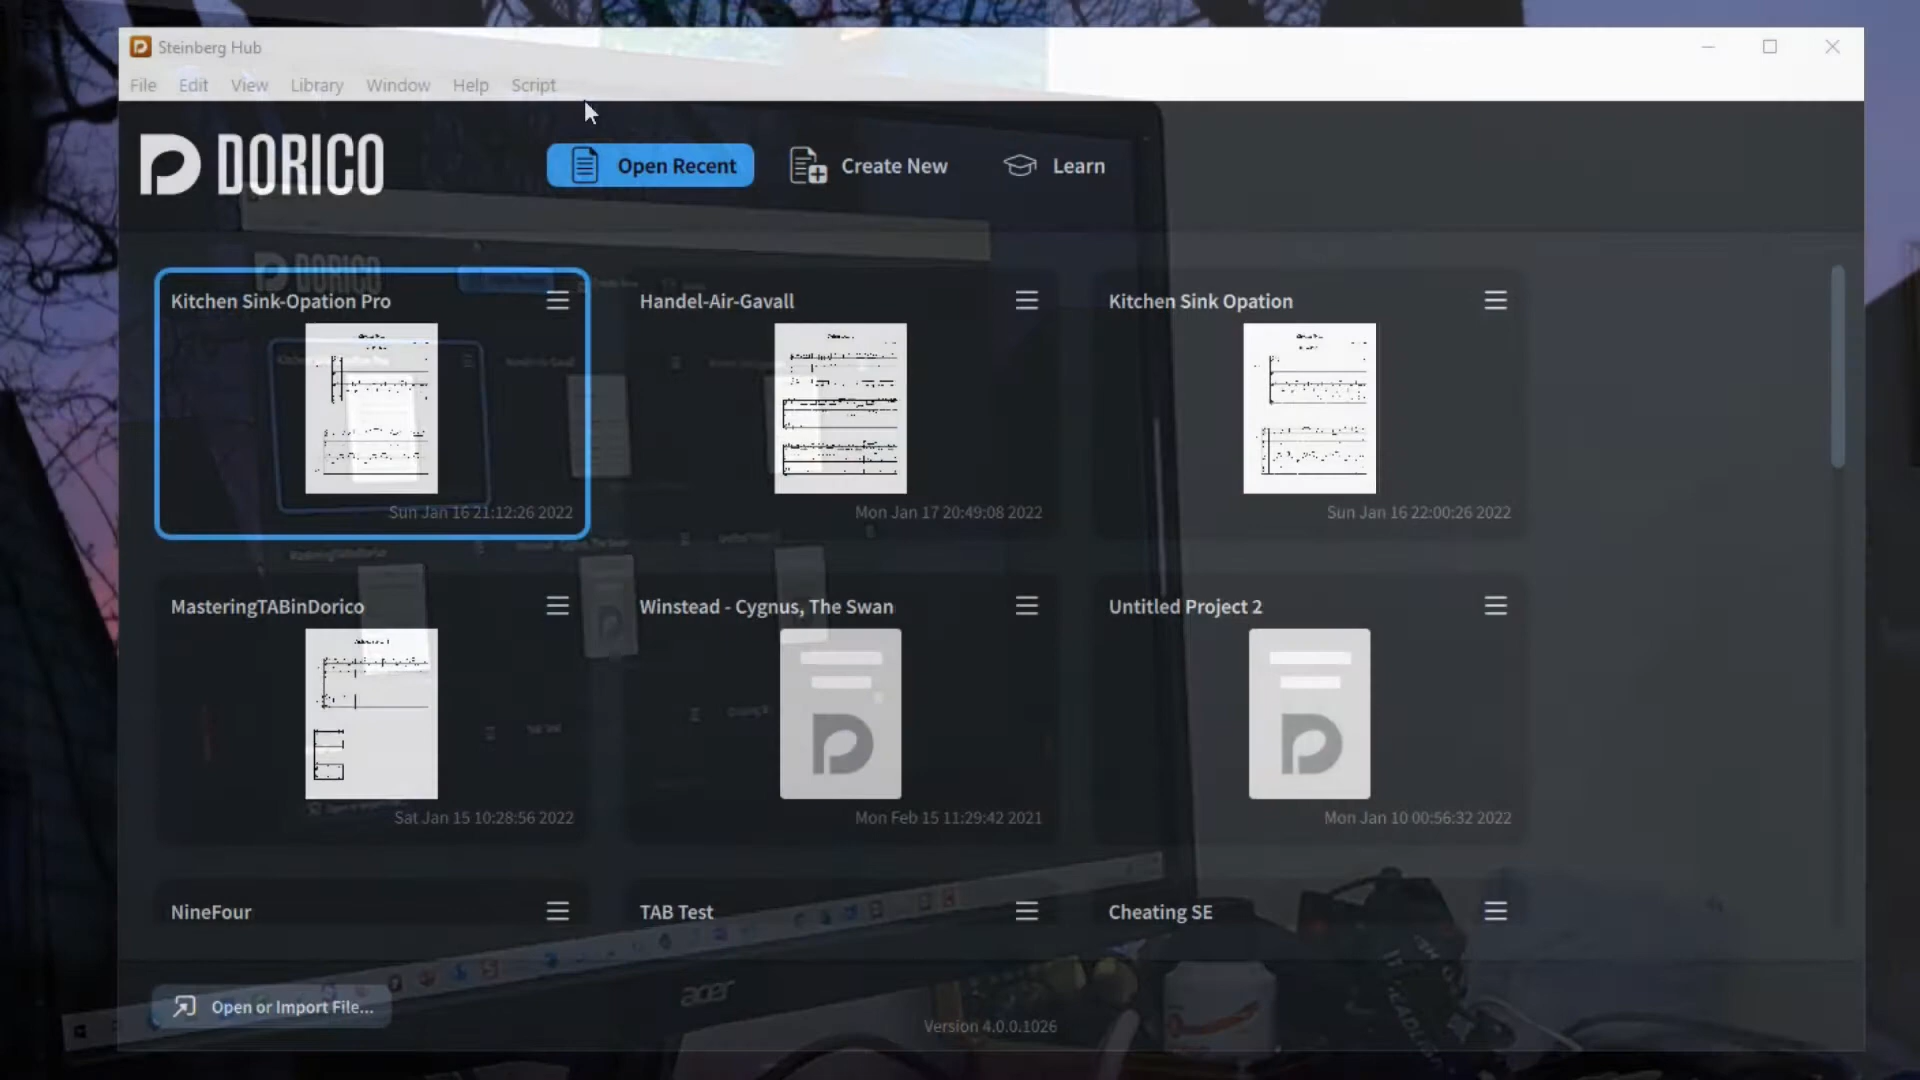 Steinberg Hub
File Edit View Library Window Help Script
DORICO
Open Recent Create New Learn
Kitchen Sink-Opation Pro
Handel-Air-Gavall
Kitchen Sink Opation
Sun Jan 16 21:12:26 2022
Mon Jan 17 20:49:08 2022
Sun Jan 16 22:00:26 2022
MasteringTABinDorico
Winstead - Cygnus, The Swan
Untitled Project 2
Sat Jan 15 10:28:56 2022
Mon Feb 15 11:29:42 2021
Mon Jan 10 00:56:32 2022
NineFour
TAB Test
Cheating SE
acer
Open or Import File...
Version 4.0.0.1026